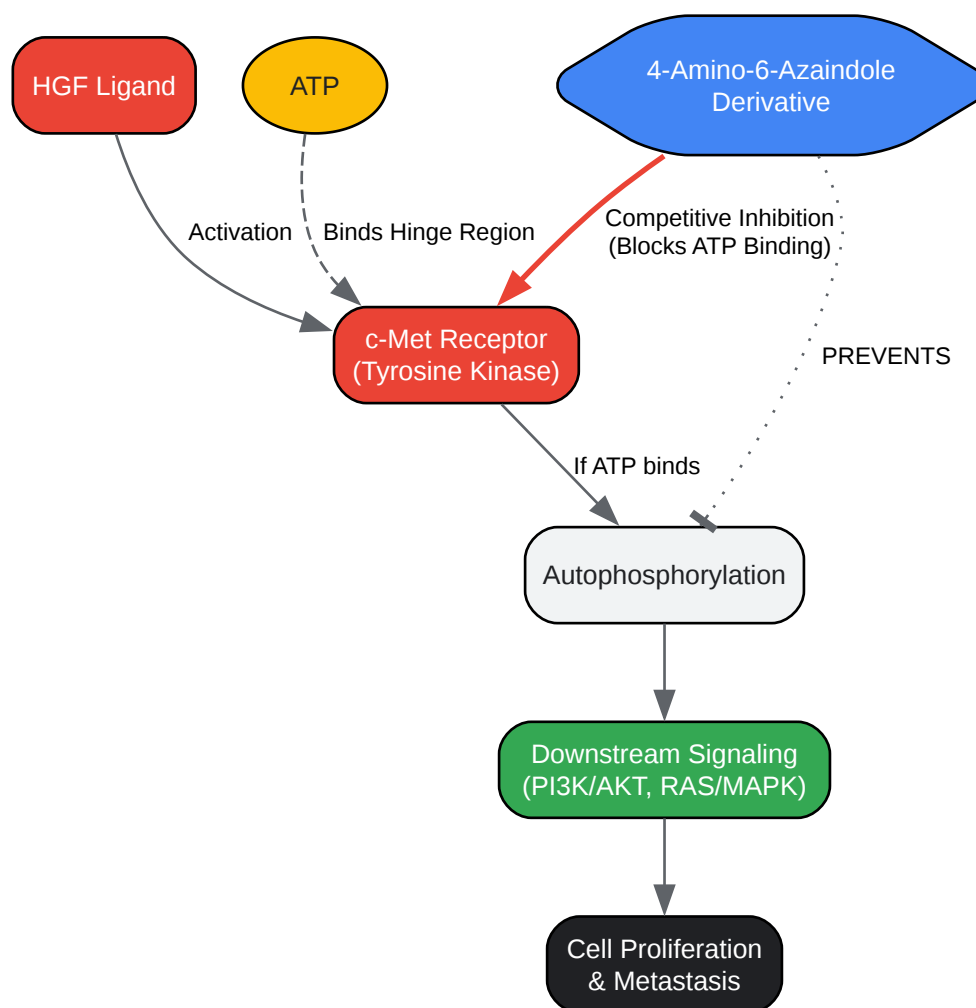 HGF Ligand
ATP
4-Amino-6-Azaindole
Derivative
Activation
Binds Hinge Region
Competitive Inhibition
(Blocks ATP Binding)
c-Met Receptor
(Tyrosine Kinase)
PREVENTS
If ATP binds
Autophosphorylation
Downstream Signaling
(PI3K/AKT, RAS/MAPK)
Cell Proliferation
& Metastasis